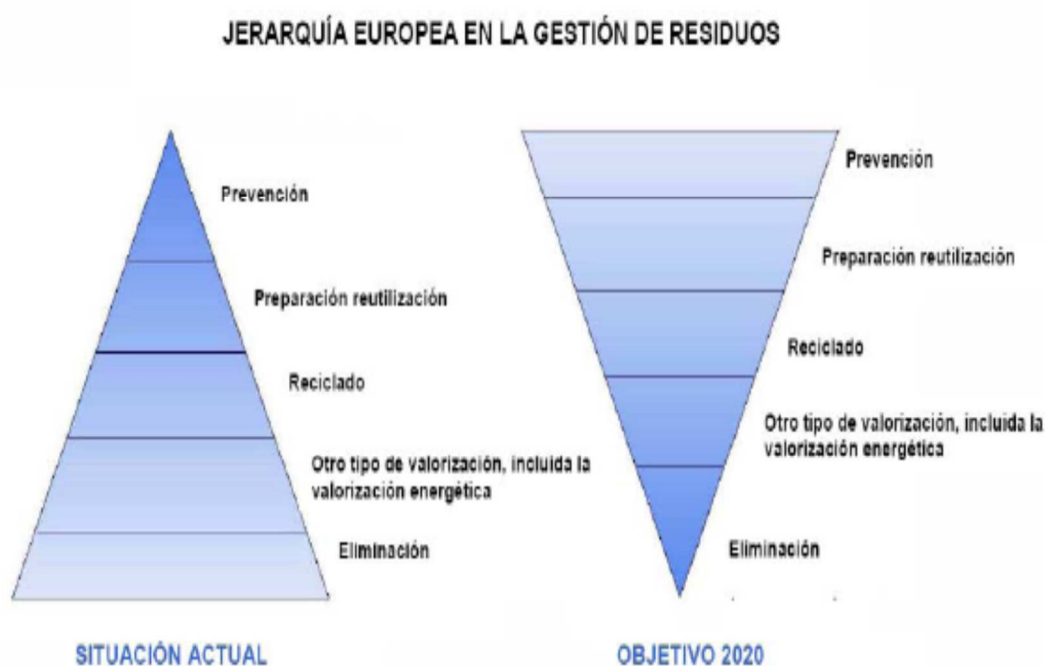 JERARQUÍA EUROPEA EN LA GESTIÓN DE RESIDUOS
Prevención
Preparación reutilización
Reciclado
Otro tipo de valorización, incluida la
valorización energética
Eliminación
SITUACIÓN ACTUAL
Prevención
Preparación reutilización
Reciclado
Otro tipo de valorización, incluida la
valorización energética
Eliminación
OBJETIVO 2020